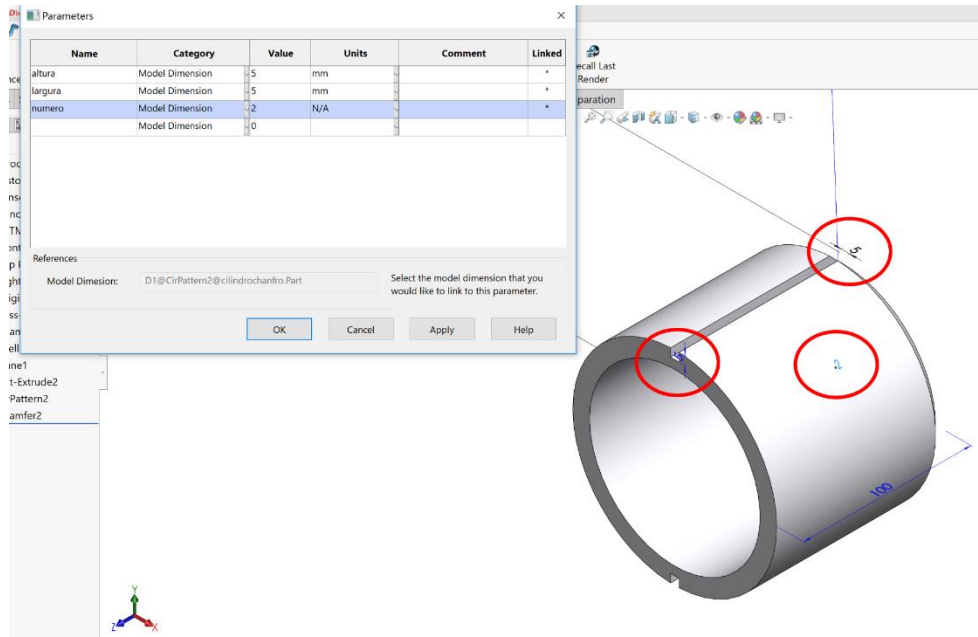 Parameters
Name Category Value Units Comment Linked
altura Model Dimension 5 mm *
largura Model Dimension 5 mm *
numero Model Dimension 2 N/A *
Model Dimension 0
References
Model Dimesion: D1@CirPattern2@cilindrochanfro.Part
Select the model dimension that you
would like to link to this parameter.
OK Cancel Apply Help
ecall Last
Render
paration
ane1
t-Extrude2
Pattern2
amfer2
5
5
2
100
Y
Z
X